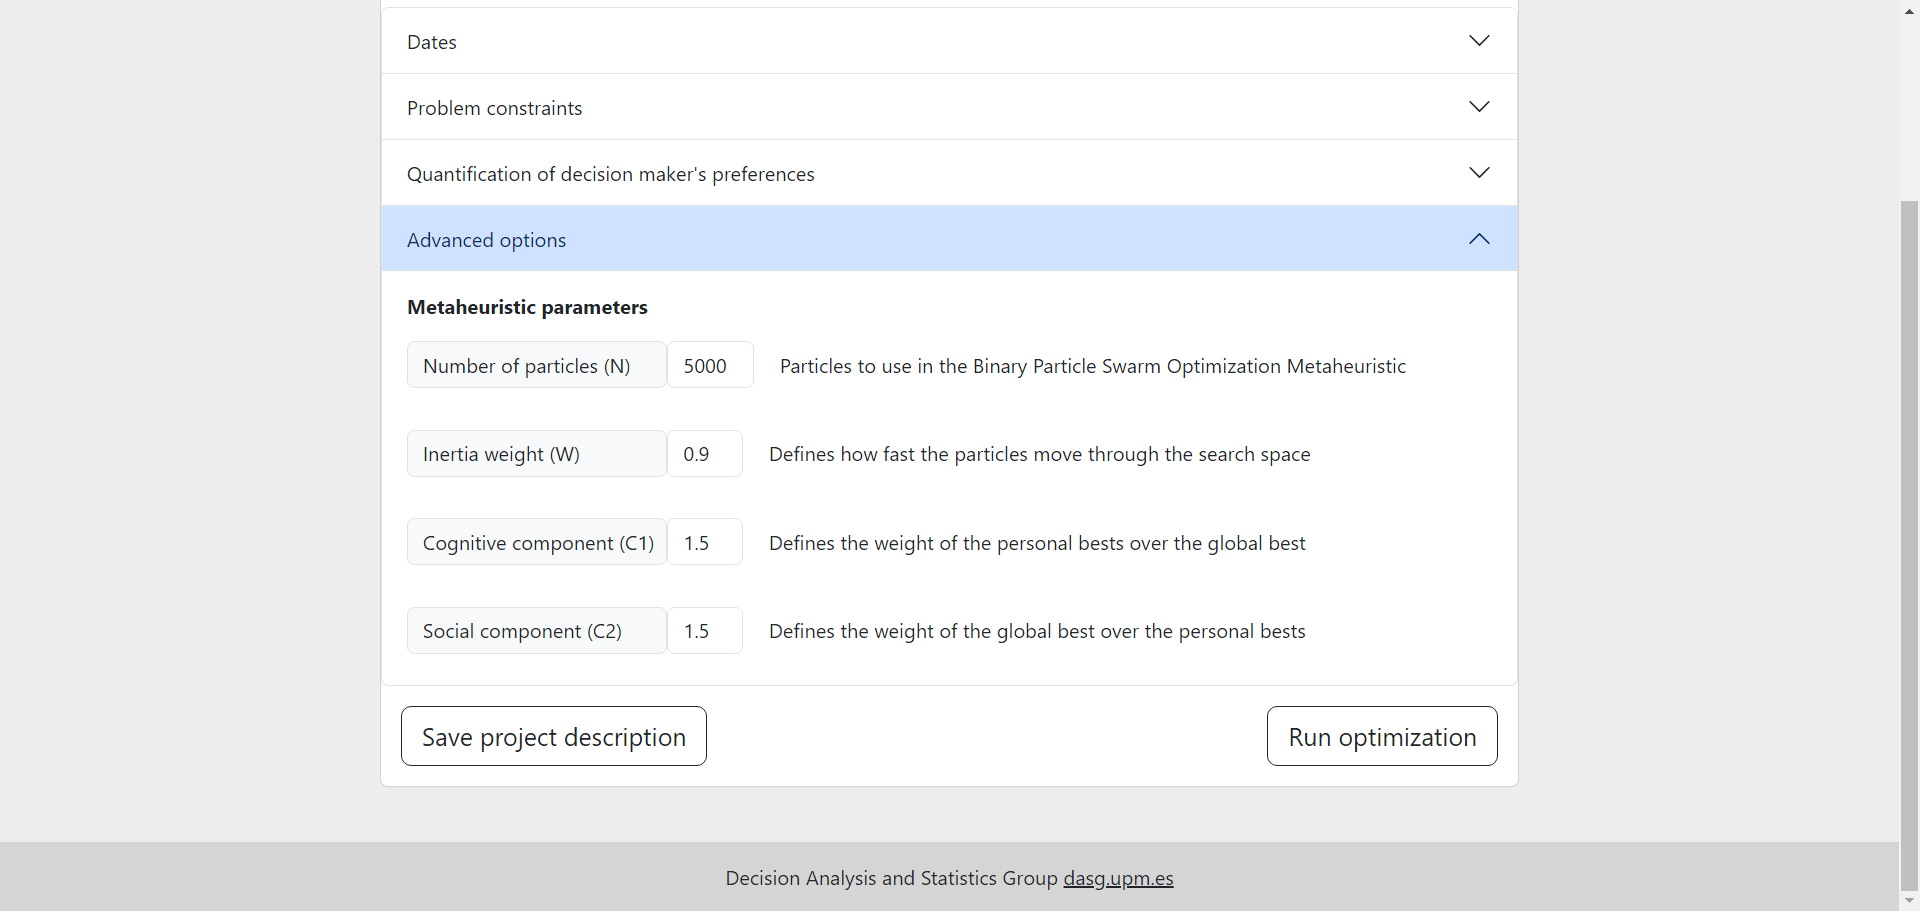 Dates
Problem constraints
Quantification of decision maker's preferences
Advanced options
Metaheuristic parameters
Number of particles (N) 5000 Particles to use in the Binary Particle Swarm Optimization Metaheuristic
Inertia weight (W) 0.9 Defines how fast the particles move through the search space
Cognitive component (C1) 1.5 Defines the weight of the personal bests over the global best
Social component (C2) 1.5 Defines the weight of the global best over the personal bests
Save project description Run optimization
Decision Analysis and Statistics Group dasg.upm.es